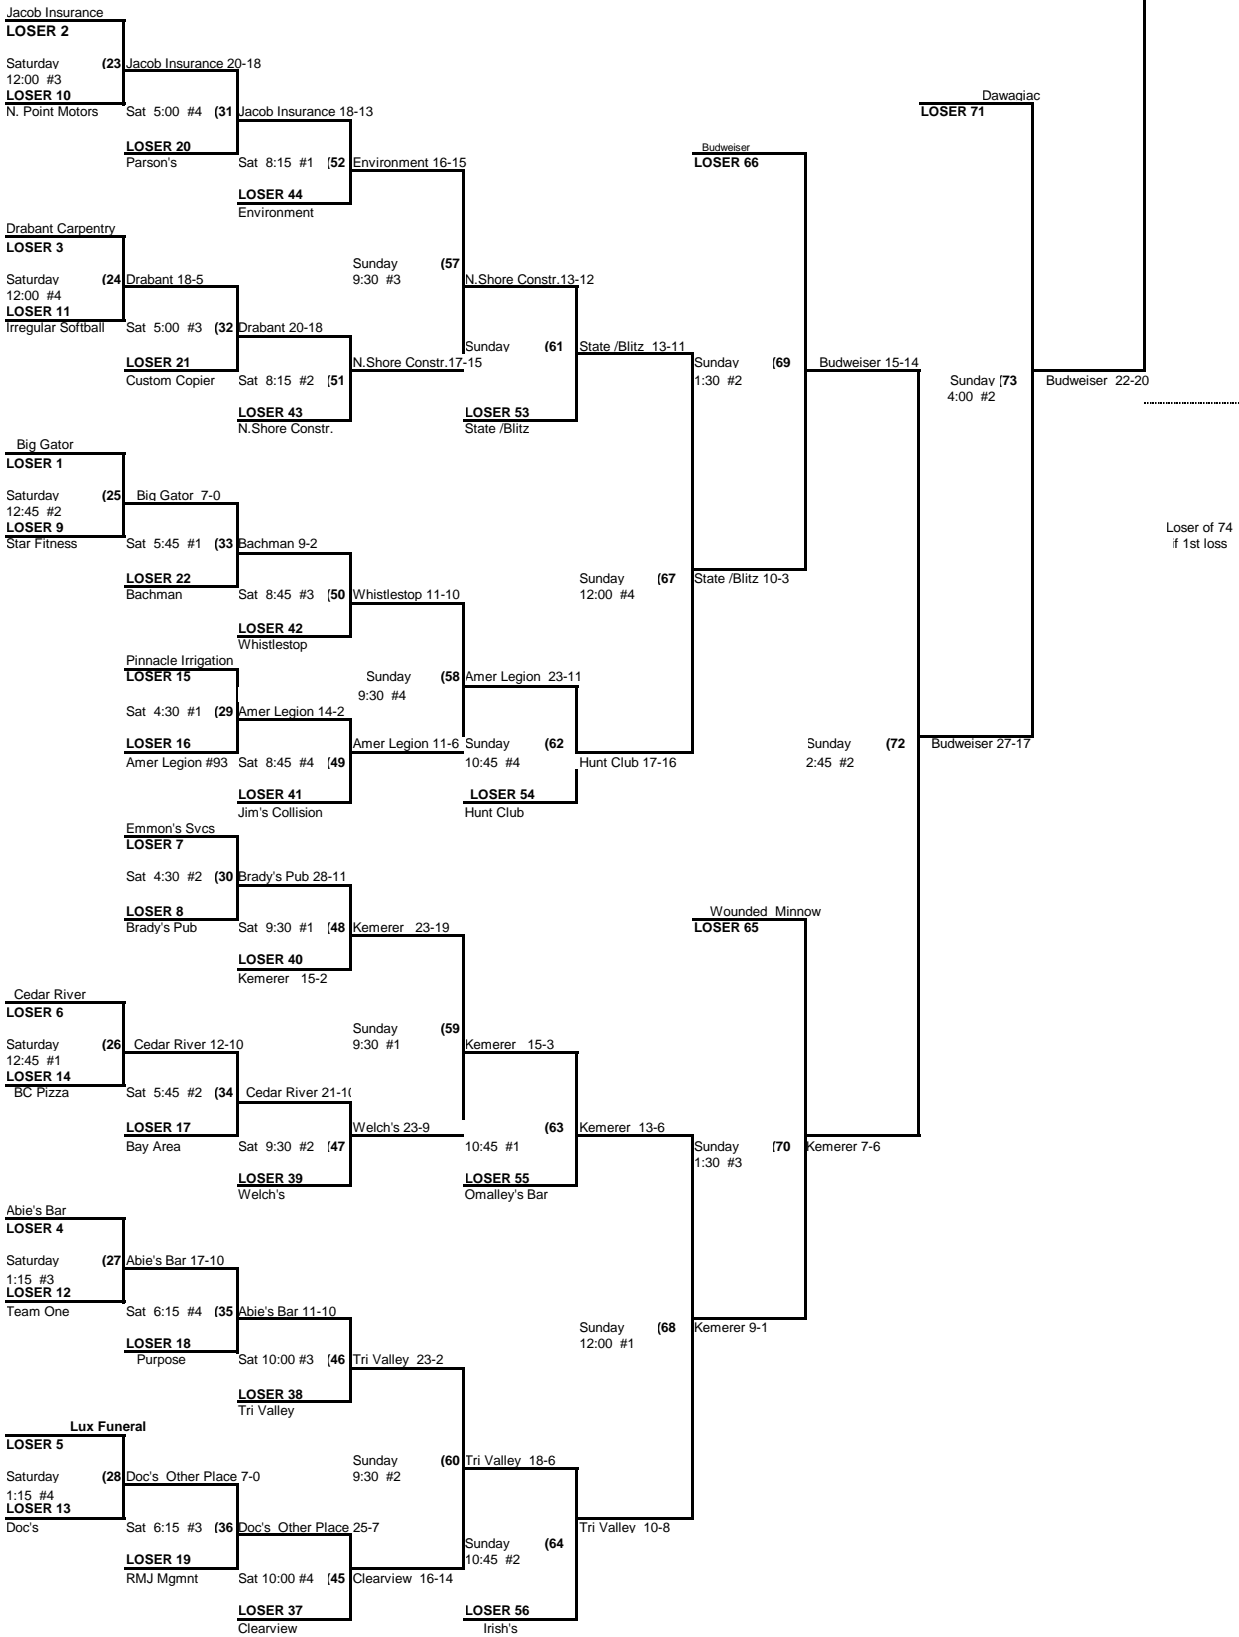 Jacob Insurance
LOSER 2
Saturday (23 Jacob Insurance 20-18
12:00 #3
LOSER 10 Dawagiac
N. Point Motors Sat 5:00 #4 (31 Jacob Insurance 18-13 LOSER 71
LOSER 20 Budweiser
Parson's Sat 8:15 #1 (52 Environment 16-15 LOSER 66
LOSER 44
Environment
Drabant Carpentry
LOSER 3
Sunday (57
Saturday (24 Drabant 18-5 9:30 #3 N.Shore Constr.13-12
12:00 #4
LOSER 11
Irregular Softball Sat 5:00 #3 (32 Drabant 20-18
Sunday (61 State /Blitz 13-11
LOSER 21 N.Shore Constr.17-15 Sunday (69 Budweiser 15-14
Custom Copier Sat 8:15 #2 (51 1:30 #2 Sunday (73 Budweiser 22-20
4:00 #2
LOSER 43 LOSER 53
N.Shore Constr. State /Blitz
Big Gator
LOSER 1
Saturday (25 Big Gator 7-0
12:45 #2
LOSER 9 Loser of 74
Star Fitness Sat 5:45 #1 (33 Bachman 9-2 if 1st loss
LOSER 22 Sunday (67 State /Blitz 10-3
Bachman Sat 8:45 #3 (50 Whistlestop 11-10 12:00 #4
LOSER 42
Whistlestop
Pinnacle Irrigation
LOSER 15 Sunday (58 Amer Legion 23-11
9:30 #4
Sat 4:30 #1 (29 Amer Legion 14-2
LOSER 16 Amer Legion 11-6 Sunday (62 Sunday (72 Budweiser 27-17
Amer Legion #93 Sat 8:45 #4 (49 10:45 #4 Hunt Club 17-16 2:45 #2
LOSER 41 LOSER 54
Jim's Collision Hunt Club
Emmon's Svcs
LOSER 7
Sat 4:30 #2 (30 Brady's Pub 28-11
LOSER 8 Wounded Minnow
Brady's Pub Sat 9:30 #1 (48 Kemerer 23-19 LOSER 65
LOSER 40
Kemerer 15-2
Cedar River
LOSER 6
Sunday (59
Saturday (26 Cedar River 12-10 9:30 #1 Kemerer 15-3
12:45 #1
LOSER 14
BC Pizza Sat 5:45 #2 (34 Cedar River 21-10
LOSER 17 Welch's 23-9 (63 Kemerer 13-6
Bay Area Sat 9:30 #2 (47 10:45 #1 Sunday (70 Kemerer 7-6
1:30 #3
LOSER 39 LOSER 55
Welch's Omalley's Bar
Abie's Bar
LOSER 4
Saturday (27 Abie's Bar 17-10
1:15 #3
LOSER 12
Team One Sat 6:15 #4 (35 Abie's Bar 11-10
Sunday (68 Kemerer 9-1
LOSER 18 12:00 #1
Purpose Sat 10:00 #3 (46 Tri Valley 23-2
LOSER 38
Tri Valley
Lux Funeral
LOSER 5
Sunday (60 Tri Valley 18-6
Saturday (28 Doc's Other Place 7-0 9:30 #2
1:15 #4
LOSER 13
Doc's Sat 6:15 #3 (36 Doc's Other Place 25-7 Tri Valley 10-8
Sunday (64
LOSER 19 10:45 #2
RMJ Mgmnt Sat 10:00 #4 (45 Clearview 16-14
LOSER 37 LOSER 56
Clearview Irish's